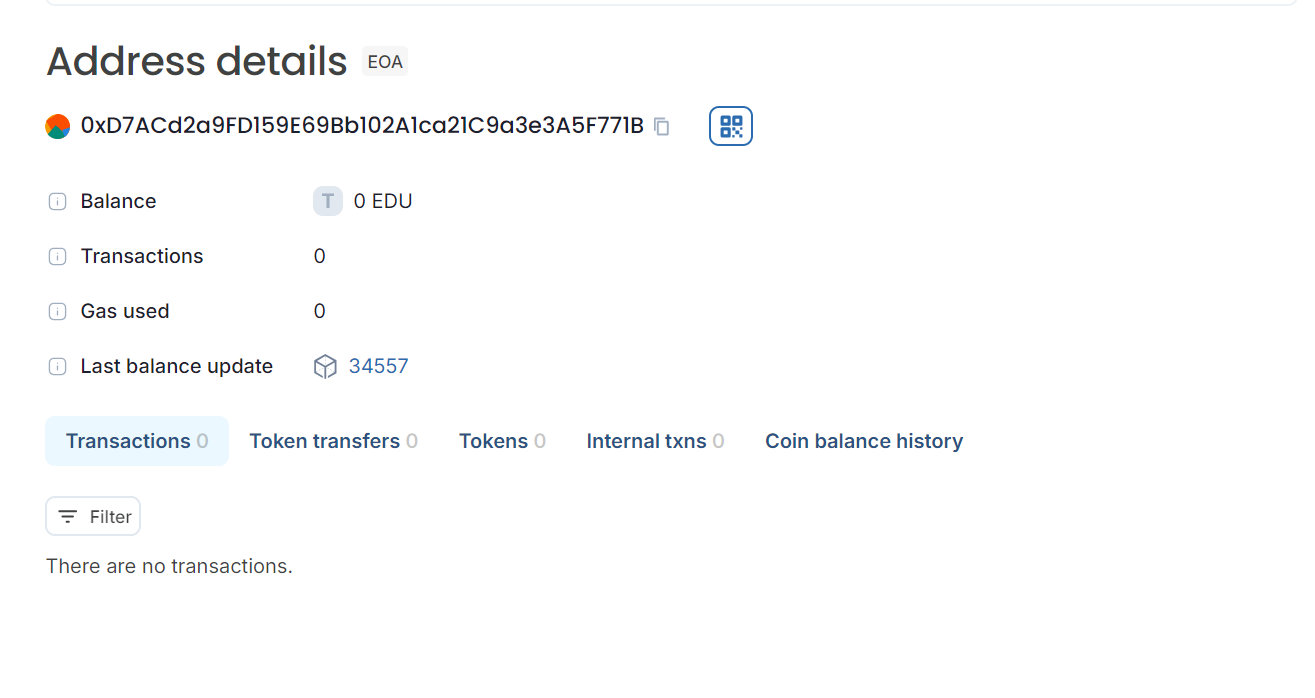 Address details EOA
0xD7ACd2a9FD159E69Bb102A1ca21C9a3e3A5F771B
Balance T 0 EDU
Transactions 0
Gas used 0
Last balance update 34557
Transactions 0 Token transfers 0 Tokens 0 Internal txns 0 Coin balance history
Filter
There are no transactions.